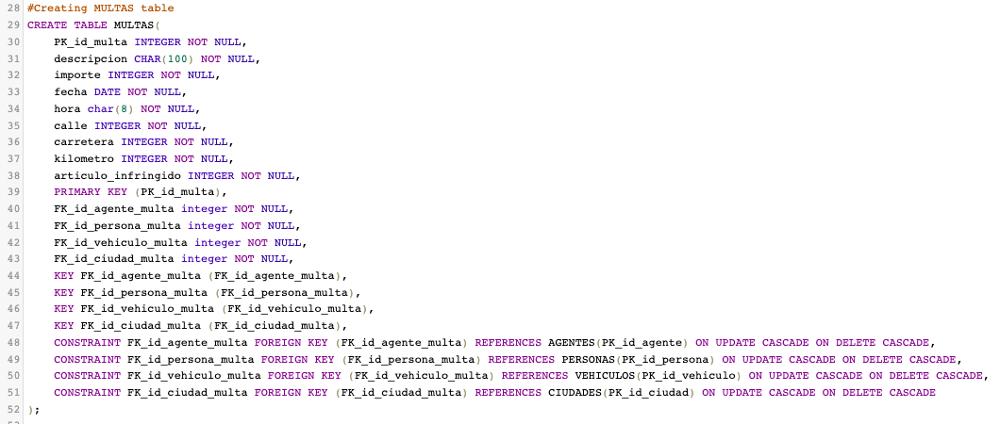 28 #Creating MULTAS table
29 CREATE TABLE MULTAS(
30     PK_id_multa INTEGER NOT NULL,
31     descripcion CHAR(100) NOT NULL,
32     importe INTEGER NOT NULL,
33     fecha DATE NOT NULL,
34     hora char(8) NOT NULL,
35     calle INTEGER NOT NULL,
36     carretera INTEGER NOT NULL,
37     kilometro INTEGER NOT NULL,
38     articulo_infringido INTEGER NOT NULL,
39     PRIMARY KEY (PK_id_multa),
40     FK_id_agente_multa integer NOT NULL,
41     FK_id_persona_multa integer NOT NULL,
42     FK_id_vehiculo_multa integer NOT NULL,
43     FK_id_ciudad_multa integer NOT NULL,
44     KEY FK_id_agente_multa (FK_id_agente_multa),
45     KEY FK_id_persona_multa (FK_id_persona_multa),
46     KEY FK_id_vehiculo_multa (FK_id_vehiculo_multa),
47     KEY FK_id_ciudad_multa (FK_id_ciudad_multa),
48     CONSTRAINT FK_id_agente_multa FOREIGN KEY (FK_id_agente_multa) REFERENCES AGENTES(PK_id_agente) ON UPDATE CASCADE ON DELETE CASCADE,
49     CONSTRAINT FK_id_persona_multa FOREIGN KEY (FK_id_persona_multa) REFERENCES PERSONAS(PK_id_persona) ON UPDATE CASCADE ON DELETE CASCADE,
50     CONSTRAINT FK_id_vehiculo_multa FOREIGN KEY (FK_id_vehiculo_multa) REFERENCES VEHICULOS(PK_id_vehiculo) ON UPDATE CASCADE ON DELETE CASCADE,
51     CONSTRAINT FK_id_ciudad_multa FOREIGN KEY (FK_id_ciudad_multa) REFERENCES CIUDADES(PK_id_ciudad) ON UPDATE CASCADE ON DELETE CASCADE
52 );